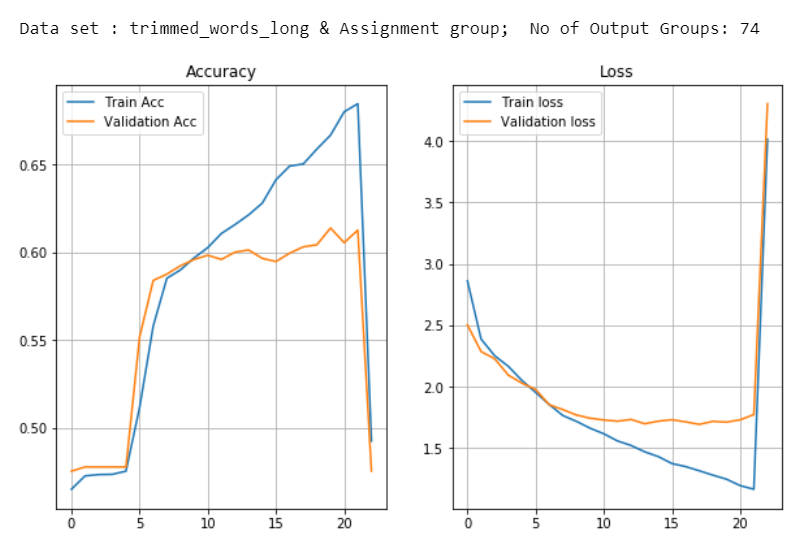 Data set : trimmed_words_long & Assignment group;  No of Output Groups: 74
Accuracy
Train Acc
Validation Acc
0.65
0.60
0.55
0.50
0
5
10
15
20
Loss
Train loss
Validation loss
4.0
3.5
3.0
2.5
2.0
1.5
0
5
10
15
20